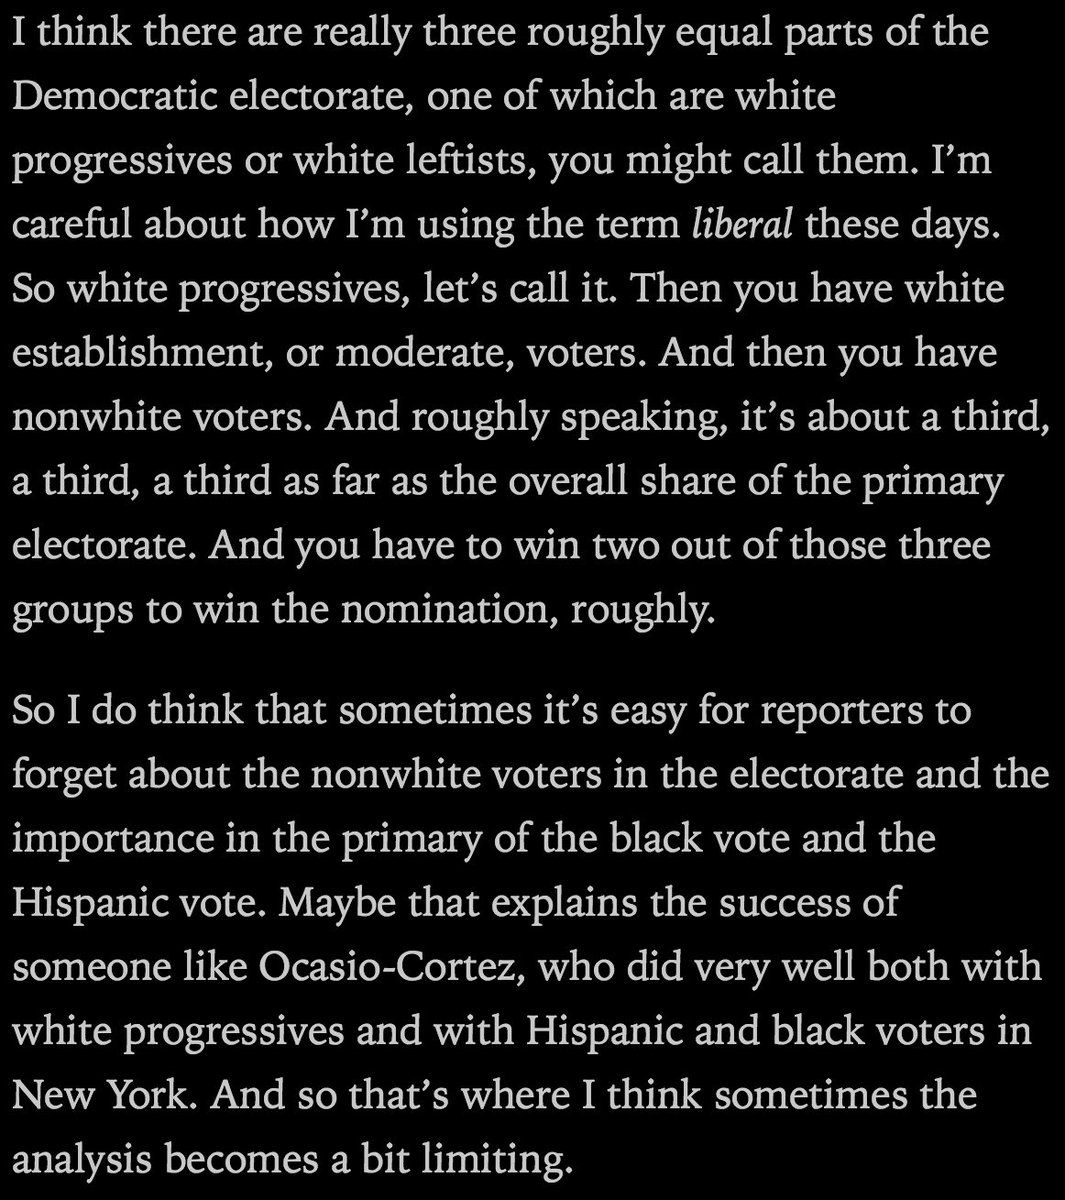 I think there are really three roughly equal parts of the
Democratic electorate, one of which are white
progressives or white leftists, you might call them. I’m
careful about how I’m using the term liberal these days.
So white progressives, let’s call it. Then you have white
establishment, or moderate, voters. And then you have
nonwhite voters. And roughly speaking, it’s about a third,
a third, a third as far as the overall share of the primary
electorate. And you have to win two out of those three
groups to win the nomination, roughly.
So I do think that sometimes it’s easy for reporters to
forget about the nonwhite voters in the electorate and the
importance in the primary of the black vote and the
Hispanic vote. Maybe that explains the success of
someone like Ocasio-Cortez, who did very well both with
white progressives and with Hispanic and black voters in
New York. And so that’s where I think sometimes the
analysis becomes a bit limiting.